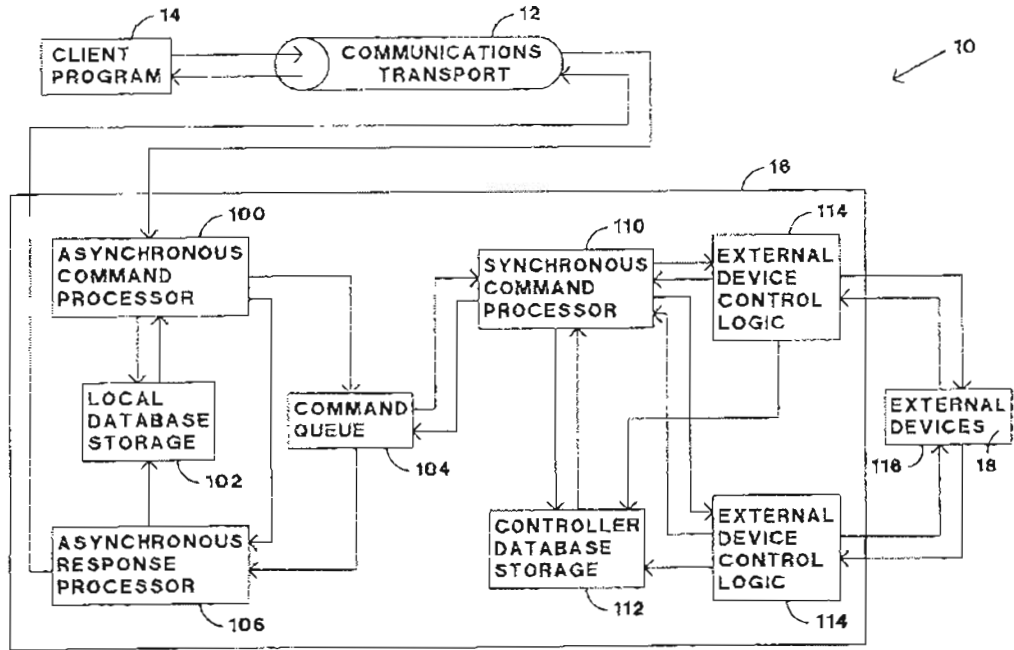 14
CLIENT
PROGRAM
12
COMMUNICATIONS
TRANSPORT
10
16
100
ASYNCHRONOUS
COMMAND
PROCESSOR
110
SYNCHRONOUS
COMMAND
PROCESSOR
114
EXTERNAL
DEVICE
CONTROL
LOGIC
LOCAL
DATABASE
STORAGE
102
COMMAND
QUEUE
104
EXTERNAL
DEVICES
118
18
ASYNCHRONOUS
RESPONSE
PROCESSOR
106
CONTROLLER
DATABASE
STORAGE
112
EXTERNAL
DEVICE
CONTROL
LOGIC
114